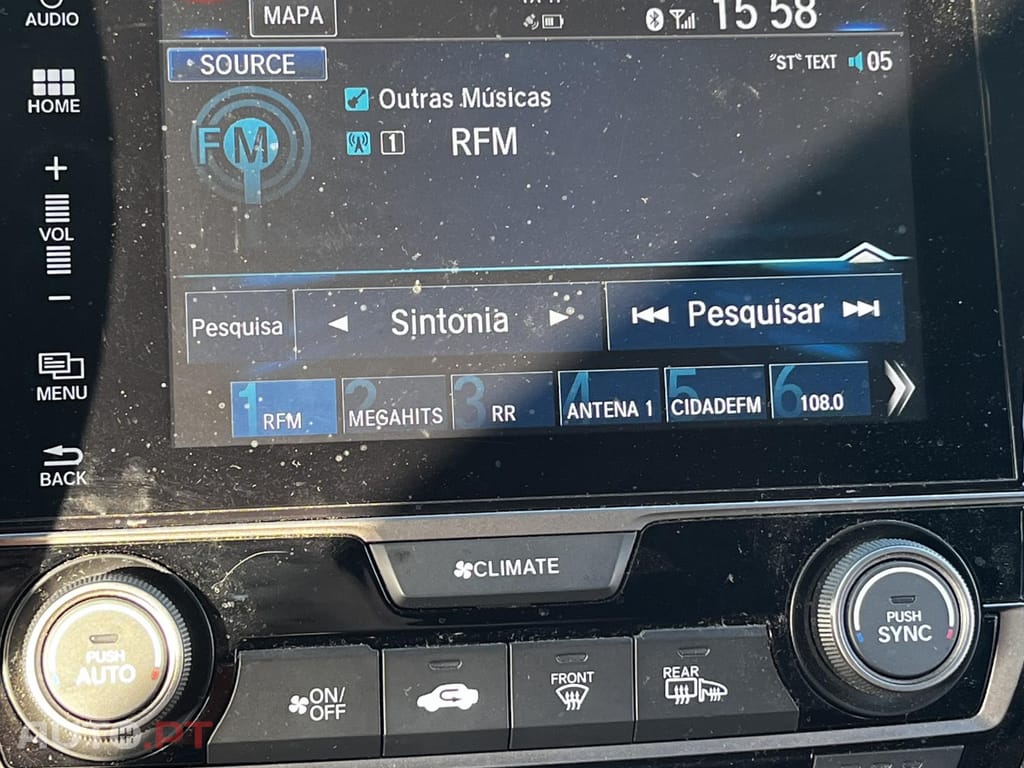 AUDIO
MAPA
15 58
SOURCE
"ST" TEXT 05
HOME
Outras Músicas
FM
1 RFM
+
VOL
−
Pesquisa Sintonia Pesquisar
MENU
1 RFM 2 MEGAHITS 3 RR 4 ANTENA 1 5 CIDADEFM 6 108.0
BACK
CLIMATE
PUSH
AUTO
PUSH
SYNC
ON/
OFF
FRONT
REAR
AUTO.PT